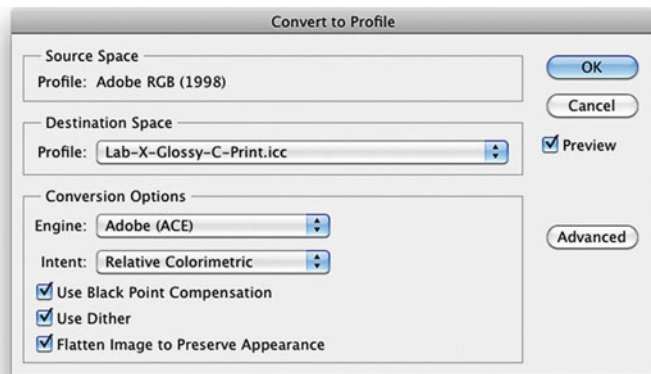 Convert to Profile
Source Space
Profile: Adobe RGB (1998)
Destination Space
Profile: Lab-X-Glossy-C-Print.icc
Conversion Options
Engine: Adobe (ACE)
Intent: Relative Colorimetric
Use Black Point Compensation
Use Dither
Flatten Image to Preserve Appearance
OK
Cancel
Preview
Advanced